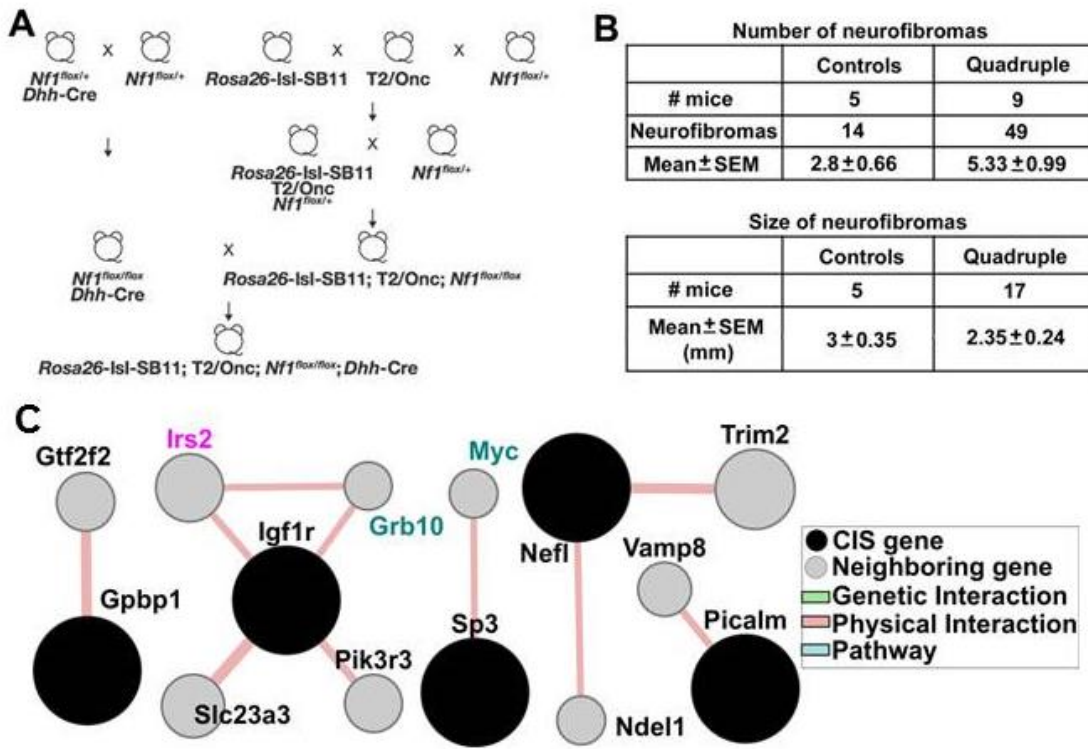 A
X
X
X
Nf1flox/+
Dhh-Cre
Nf1flox/+
Rosa26-lsl-SB11
T2/Onc
Nf1flox/+
X
Rosa26-lsl-SB11
T2/Onc
Nf1flox/+
Nf1flox/+
X
Nf1flox/flox
Dhh-Cre
Rosa26-lsl-SB11; T2/Onc; Nf1flox/flox
Rosa26-lsl-SB11; T2/Onc; Nf1flox/flox; Dhh-Cre
B
Number of neurofibromas
Controls Quadruple
# mice 5 9
Neurofibromas 14 49
Mean±SEM 2.8±0.66 5.33±0.99
Size of neurofibromas
Controls Quadruple
# mice 5 17
Mean±SEM
(mm) 3±0.35 2.35±0.24
C
Gtf2f2
Gpbp1
Irs2
Grb10
Igf1r
Slc23a3
Pik3r3
Myc
Sp3
Nefl
Trim2
Ndel1
Vamp8
Picalm
CIS gene
Neighboring gene
Genetic Interaction
Physical Interaction
Pathway